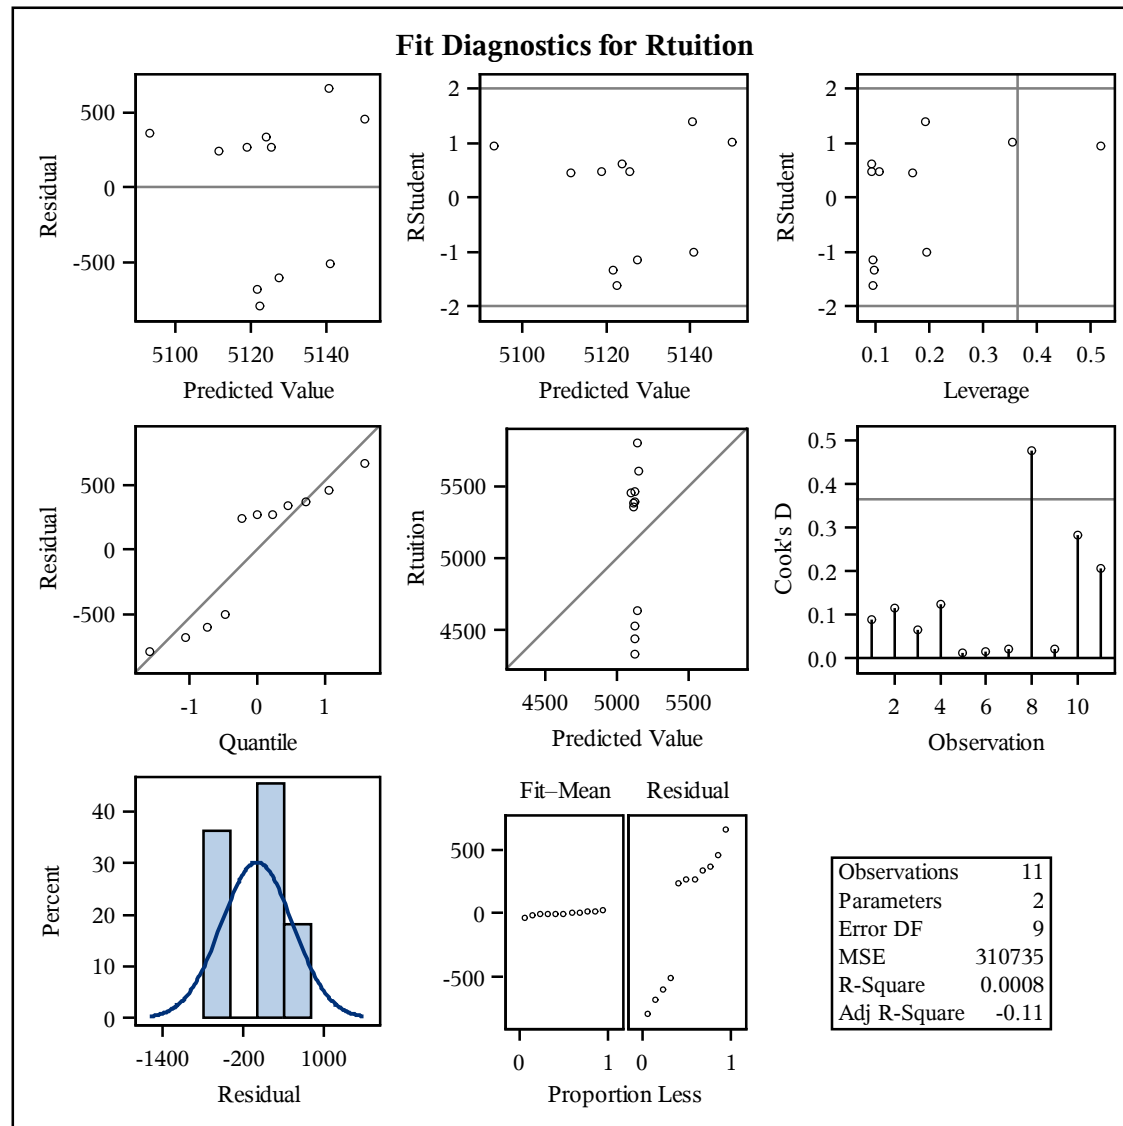 Fit Diagnostics for Rtuition
500
0
-500
Residual
5100 5120 5140
Predicted Value
2
1
0
-1
-2
RStudent
5100 5120 5140
Predicted Value
2
1
0
-1
-2
RStudent
0.1 0.2 0.3 0.4 0.5
Leverage
500
0
-500
Residual
-1 0 1
Quantile
5500
5000
4500
Rtuition
4500 5000 5500
Predicted Value
0.5
0.4
0.3
0.2
0.1
0.0
Cook's D
2 4 6 8 10
Observation
40
30
20
10
0
Percent
-1400 -200 1000
Residual
Fit–Mean Residual
500
0
-500
0 1 0 1
Proportion Less
Observations 11
Parameters 2
Error DF 9
MSE 310735
R-Square 0.0008
Adj R-Square -0.11